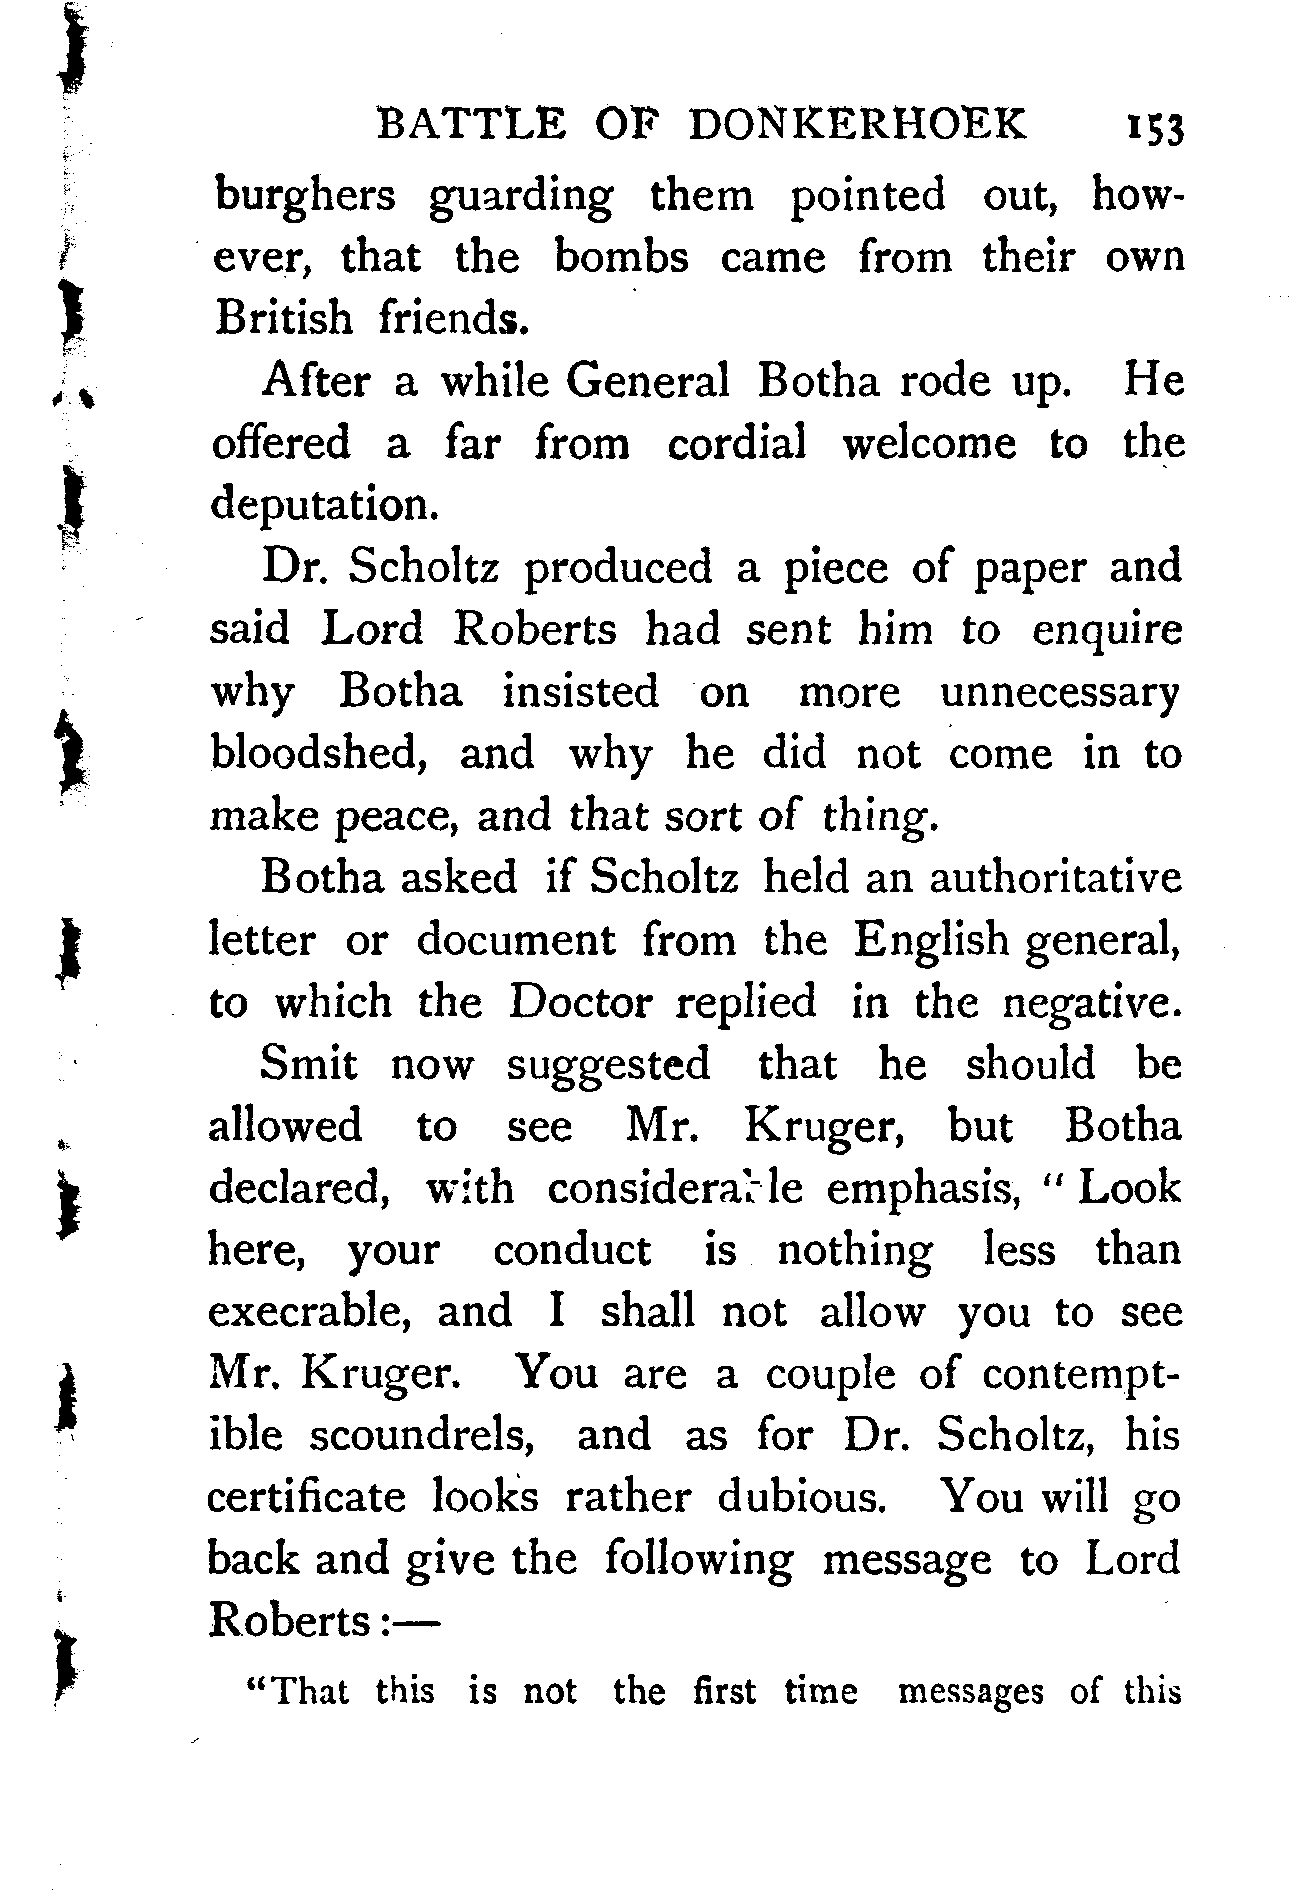 BATTLE OF DONKERHOEK 153
burghers guarding them pointed out, how-
ever, that the bombs came from their own
British friends.
After a while General Botha rode up. He
offered a far from cordial welcome to the
deputation.
Dr. Scholtz produced a piece of paper and
said Lord Roberts had sent him to enquire
why Botha insisted on more unnecessary
bloodshed, and why he did not come in to
make peace, and that sort of thing.
Botha asked if Scholtz held an authoritative
letter or document from the English general,
to which the Doctor replied in the negative.
Smit now suggested that he should be
allowed to see Mr. Kruger, but Botha
declared, with considerable emphasis, "Look
here, your conduct is nothing less than
execrable, and I shall not allow you to see
Mr. Kruger. You are a couple of contempt-
ible scoundrels, and as for Dr. Scholtz, his
certificate looks rather dubious. You will go
back and give the following message to Lord
Roberts:—
"That this is not the first time messages of this